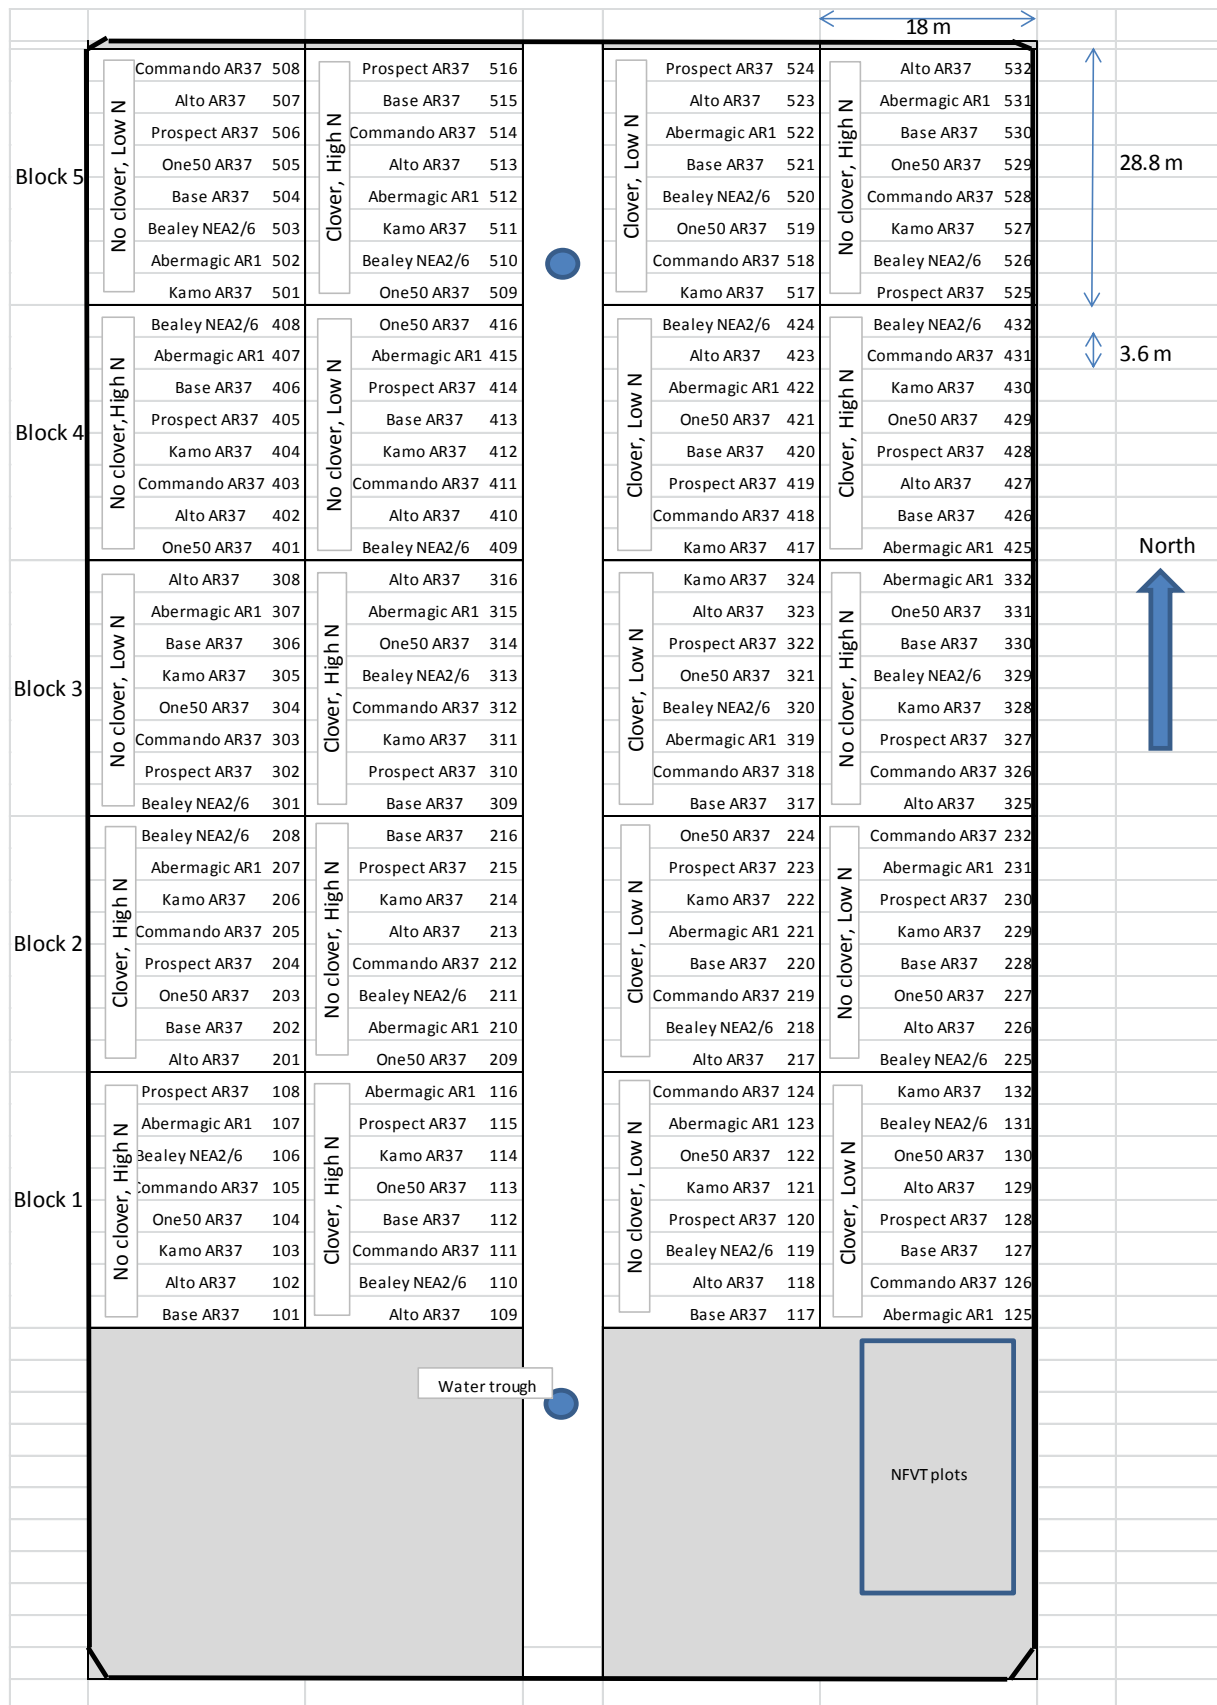 18 m
Block 5
No clover, Low N
Commando AR37 508
Alto AR37 507
Prospect AR37 506
One50 AR37 505
Base AR37 504
Bealey NEA2/6 503
Abermagic AR1 502
Kamo AR37 501
Clover, High N
Prospect AR37 516
Base AR37 515
Commando AR37 514
Alto AR37 513
Abermagic AR1 512
Kamo AR37 511
Bealey NEA2/6 510
One50 AR37 509
Clover, Low N
Prospect AR37 524
Alto AR37 523
Abermagic AR1 522
Base AR37 521
Bealey NEA2/6 520
One50 AR37 519
Commando AR37 518
Kamo AR37 517
No clover, High N
Alto AR37 532
Abermagic AR1 531
Base AR37 530
One50 AR37 529
Commando AR37 528
Kamo AR37 527
Bealey NEA2/6 526
Prospect AR37 525
28.8 m
Block 4
No clover,High N
Bealey NEA2/6 408
Abermagic AR1 407
Base AR37 406
Prospect AR37 405
Kamo AR37 404
Commando AR37 403
Alto AR37 402
One50 AR37 401
No clover, Low N
One50 AR37 416
Abermagic AR1 415
Prospect AR37 414
Base AR37 413
Kamo AR37 412
Commando AR37 411
Alto AR37 410
Bealey NEA2/6 409
Clover, Low N
Bealey NEA2/6 424
Alto AR37 423
Abermagic AR1 422
One50 AR37 421
Base AR37 420
Prospect AR37 419
Commando AR37 418
Kamo AR37 417
Clover, High N
Bealey NEA2/6 432
Commando AR37 431
Kamo AR37 430
One50 AR37 429
Prospect AR37 428
Alto AR37 427
Base AR37 426
Abermagic AR1 425
3.6 m
North
Block 3
No clover, Low N
Alto AR37 308
Abermagic AR1 307
Base AR37 306
Kamo AR37 305
One50 AR37 304
Commando AR37 303
Prospect AR37 302
Bealey NEA2/6 301
Clover, High N
Alto AR37 316
Abermagic AR1 315
One50 AR37 314
Bealey NEA2/6 313
Commando AR37 312
Kamo AR37 311
Prospect AR37 310
Base AR37 309
Clover, Low N
Kamo AR37 324
Alto AR37 323
Prospect AR37 322
One50 AR37 321
Bealey NEA2/6 320
Abermagic AR1 319
Commando AR37 318
Base AR37 317
No clover, High N
Abermagic AR1 332
One50 AR37 331
Base AR37 330
Bealey NEA2/6 329
Kamo AR37 328
Prospect AR37 327
Commando AR37 326
Alto AR37 325
Block 2
Clover, High N
Bealey NEA2/6 208
Abermagic AR1 207
Kamo AR37 206
Commando AR37 205
Prospect AR37 204
One50 AR37 203
Base AR37 202
Alto AR37 201
No clover, High N
Base AR37 216
Prospect AR37 215
Kamo AR37 214
Alto AR37 213
Commando AR37 212
Bealey NEA2/6 211
Abermagic AR1 210
One50 AR37 209
Clover, Low N
One50 AR37 224
Prospect AR37 223
Kamo AR37 222
Abermagic AR1 221
Base AR37 220
Commando AR37 219
Bealey NEA2/6 218
Alto AR37 217
No clover, Low N
Commando AR37 232
Abermagic AR1 231
Prospect AR37 230
Kamo AR37 229
Base AR37 228
One50 AR37 227
Alto AR37 226
Bealey NEA2/6 225
Block 1
No clover, High N
Prospect AR37 108
Abermagic AR1 107
Bealey NEA2/6 106
Commando AR37 105
One50 AR37 104
Kamo AR37 103
Alto AR37 102
Base AR37 101
Clover, High N
Abermagic AR1 116
Prospect AR37 115
Kamo AR37 114
One50 AR37 113
Base AR37 112
Commando AR37 111
Bealey NEA2/6 110
Alto AR37 109
No clover, Low N
Commando AR37 124
Abermagic AR1 123
One50 AR37 122
Kamo AR37 121
Prospect AR37 120
Bealey NEA2/6 119
Alto AR37 118
Base AR37 117
Clover, Low N
Kamo AR37 132
Bealey NEA2/6 131
One50 AR37 130
Alto AR37 129
Prospect AR37 128
Base AR37 127
Commando AR37 126
Abermagic AR1 125
Water trough
NFVT plots